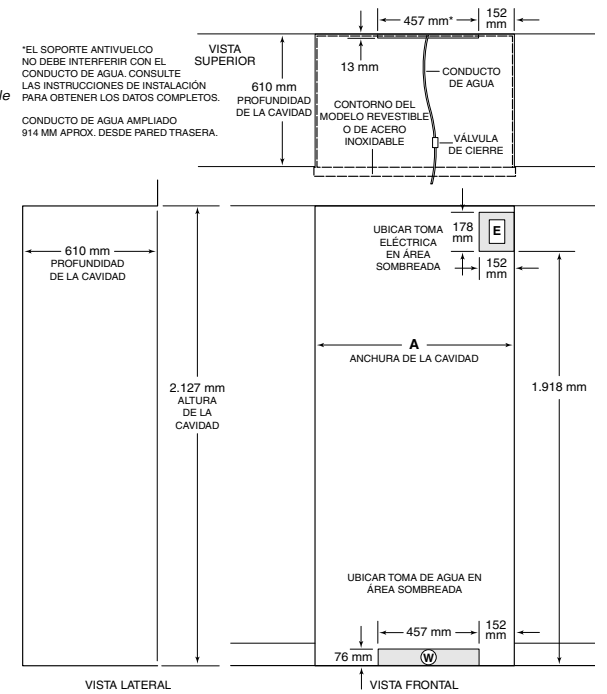 *EL SOPORTE ANTIVUELCO
NO DEBE INTERFERIR CON EL
CONDUCTO DE AGUA. CONSULTE
LAS INSTRUCCIONES DE INSTALACIÓN
PARA OBTENER LOS DATOS COMPLETOS.
CONDUCTO DE AGUA AMPLIADO
914 MM APROX. DESDE PARED TRASERA.
VISTA
SUPERIOR
457 mm*
152
mm
13 mm
610 mm
PROFUNDIDAD
DE LA CAVIDAD
CONDUCTO
DE AGUA
CONTORNO DEL
MODELO REVESTIBLE
O DE ACERO
INOXIDABLE
VÁLVULA
DE CIERRE
610 mm
PROFUNDIDAD
DE LA CAVIDAD
UBICAR TOMA
ELÉCTRICA
EN ÁREA
SOMBREADA
178
mm
E
152
mm
A
ANCHURA DE LA CAVIDAD
2.127 mm
ALTURA
DE LA
CAVIDAD
1.918 mm
UBICAR TOMA DE AGUA EN
ÁREA SOMBREADA
457 mm
152
mm
76 mm
W
VISTA LATERAL
VISTA FRONTAL